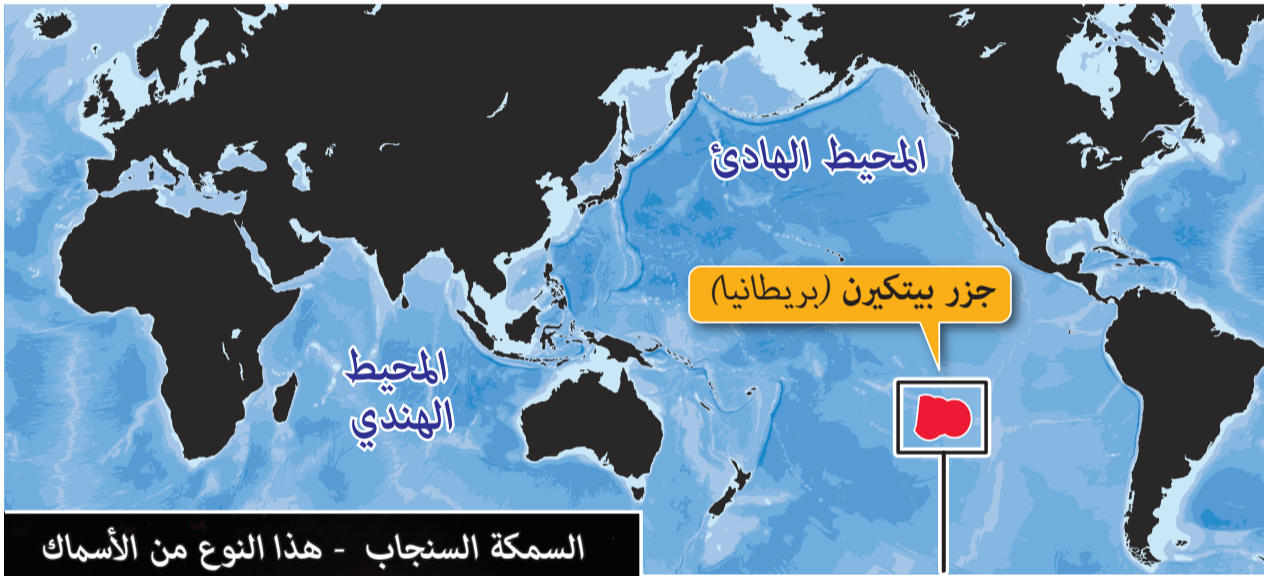 المحيط الهادئ
جزر بيتكيرن (بريطانيا)
المحيط
الهندي
السمكة السنجاب - هذا النوع من الأسماك